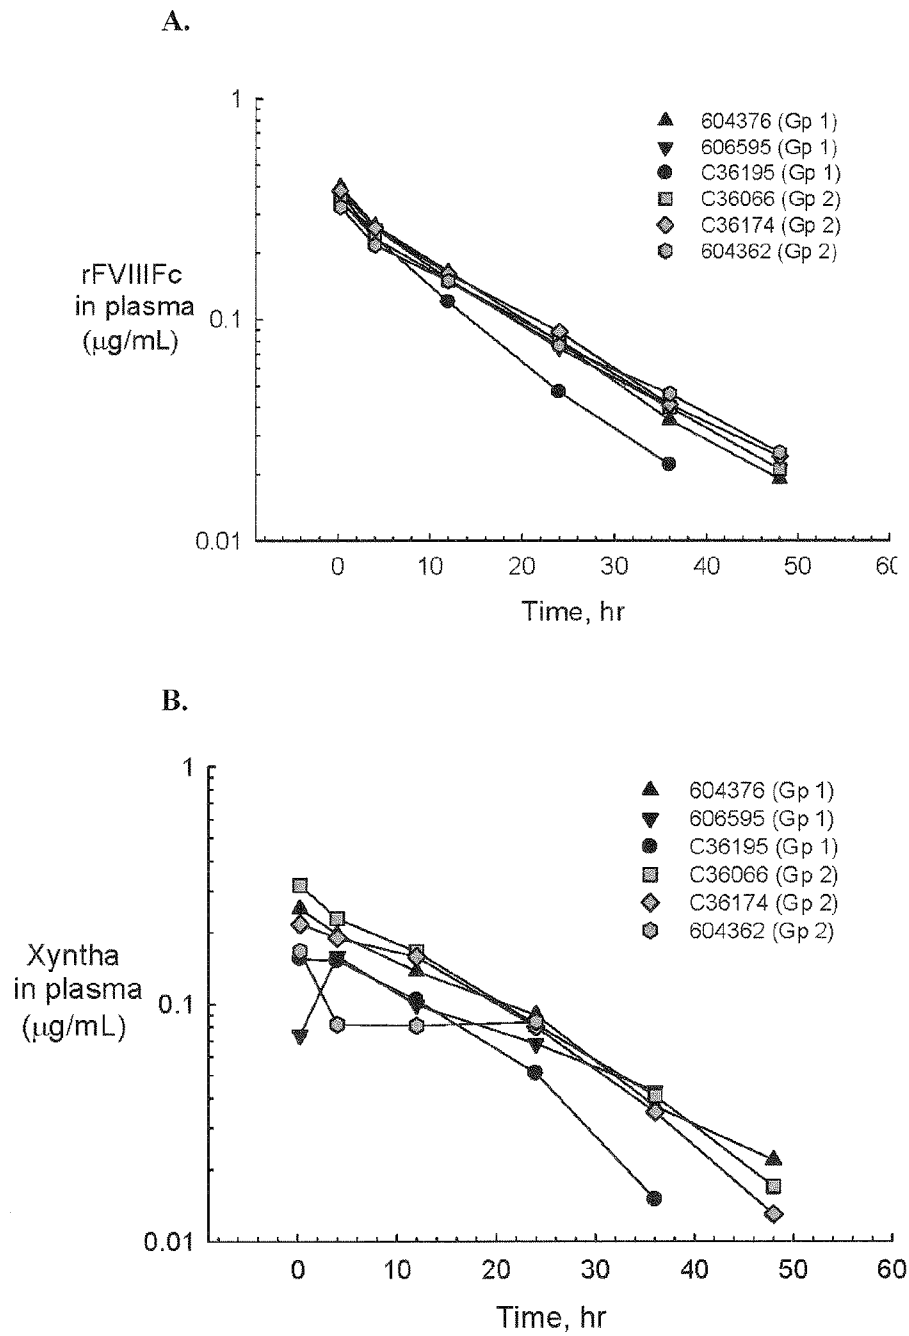 A.
1
0.1
0.01
rFVIIIFc
in plasma
(μg/mL)
604376 (Gp 1)
606595 (Gp 1)
C36195 (Gp 1)
C36066 (Gp 2)
C36174 (Gp 2)
604362 (Gp 2)
0 10 20 30 40 50 60
Time, hr
B.
1
0.1
0.01
Xyntha
in plasma
(μg/mL)
604376 (Gp 1)
606595 (Gp 1)
C36195 (Gp 1)
C36066 (Gp 2)
C36174 (Gp 2)
604362 (Gp 2)
0 10 20 30 40 50 60
Time, hr